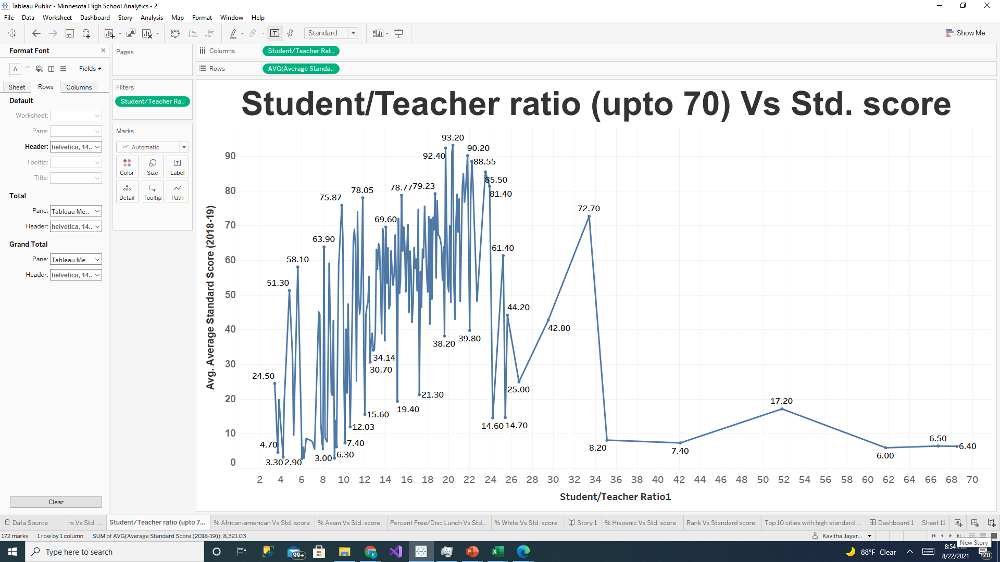 Tableau Public - Minnesota High School Analytics - 2
File Data Worksheet Dashboard Story Analysis Map Format Window Help
Standard
Show Me
Format Font
Fields
Sheet Rows Columns
Default
Worksheet:
Pane:
Header: helvetica, 14..
Tooltip:
Title:
Total
Pane: Tableau Me..
Header: helvetica, 14..
Grand Total
Pane: Tableau Me..
Header: helvetica, 14..
Clear
Pages
Filters
Student/Teacher Ra..
Marks
Automatic
Color Size Label
Detail Tooltip Path
Columns Student/Teacher Rat..
Rows AVG(Average Standa..
Student/Teacher ratio (upto 70) Vs Std. score
Avg. Average Standard Score (2018-19)
90
80
70
60
50
40
30
20
10
0
93.20
90.20
92.40
88.55
85.50
81.40
79.23
78.77
78.05
75.87
72.70
69.60
63.90
61.40
58.10
51.30
44.20
42.80
39.80
38.20
34.14
30.70
25.00
24.50
21.30
19.40
17.20
15.60
14.60 14.70
12.03
8.20
7.40
7.40
6.50
6.40
6.30
6.00
4.70
3.30 2.90
3.00
2 4 6 8 10 12 14 16 18 20 22 24 26 28 30 32 34 36 38 40 42 44 46 48 50 52 54 56 58 60 62 64 66 68 70
Student/Teacher Ratio1
Data Source rs Vs Std. ... Student/Teacher ratio (upto 7... % African-american Vs Std. score % Asian Vs Std. score Percent Free/Disc Lunch Vs Std... % White Vs Std. score Story 1 % Hispanic Vs Std. score Rank Vs Standard score Top 10 cities with high standard ... Dashboard 1 Sheet 11
172 marks 1 row by 1 column SUM of AVG(Average Standard Score (2018-19)): 8,321.03
Kavitha Jayar...
New Story
Type here to search
99+
88°F Clear
8:54 PM
8/22/2021
20